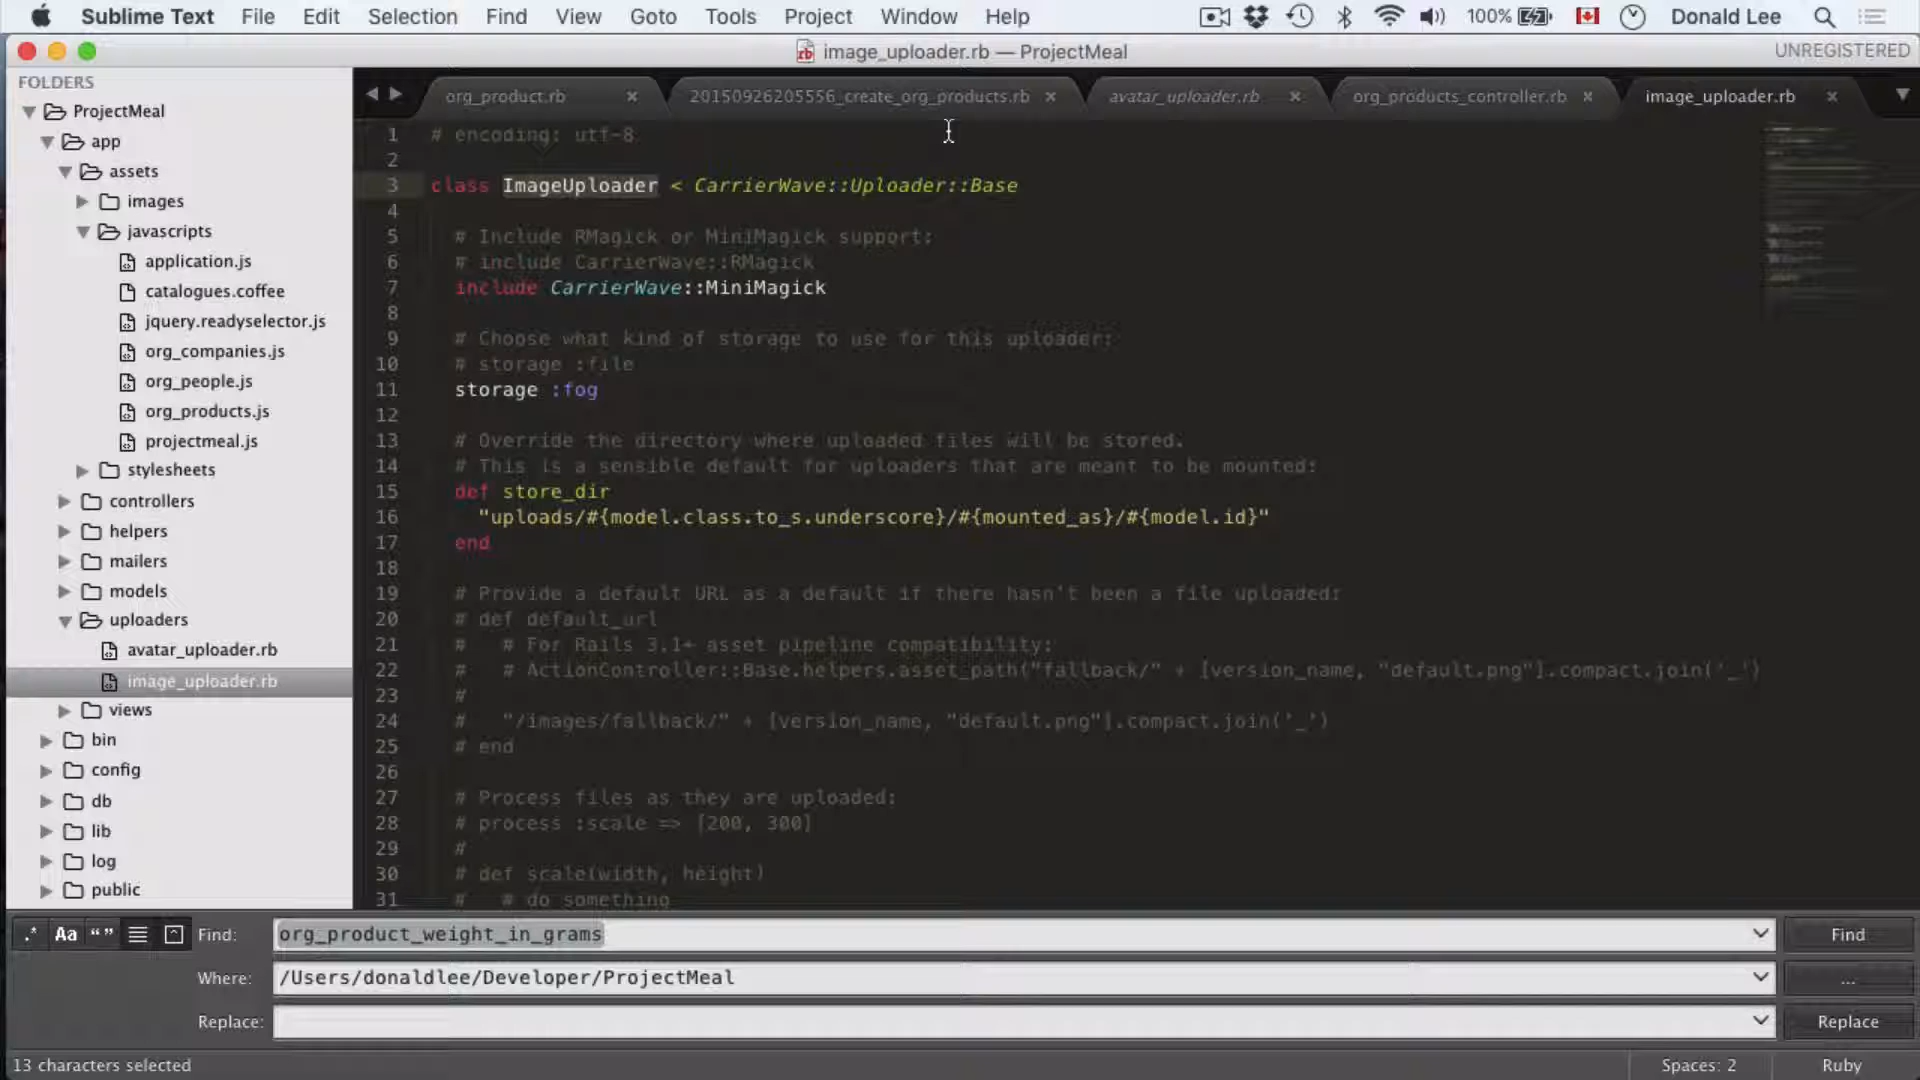 Sublime Text File Edit Selection Find View Goto Tools Project Window Help 100% Donald Lee
image_uploader.rb — ProjectMeal UNREGISTERED
FOLDERS
ProjectMeal
app
assets
images
javascripts
application.js
catalogues.coffee
jquery.readyselector.js
org_companies.js
org_people.js
org_products.js
projectmeal.js
stylesheets
controllers
helpers
mailers
models
uploaders
avatar_uploader.rb
image_uploader.rb
views
bin
config
db
lib
log
public
org_product.rb × 20150926205556_create_org_products.rb × avatar_uploader.rb × org_products_controller.rb × image_uploader.rb ×
1 # encoding: utf-8
2
3 class ImageUploader < CarrierWave::Uploader::Base
4
5 # Include RMagick or MiniMagick support:
6 # include CarrierWave::RMagick
7 include CarrierWave::MiniMagick
8
9 # Choose what kind of storage to use for this uploader:
10 # storage :file
11 storage :fog
12
13 # Override the directory where uploaded files will be stored.
14 # This is a sensible default for uploaders that are meant to be mounted:
15 def store_dir
16 "uploads/#{model.class.to_s.underscore}/#{mounted_as}/#{model.id}"
17 end
18
19 # Provide a default URL as a default if there hasn't been a file uploaded:
20 # def default_url
21 # # For Rails 3.1+ asset pipeline compatibility:
22 # # ActionController::Base.helpers.asset_path("fallback/" + [version_name, "default.png"].compact.join('_')
23 #
24 # "/images/fallback/" + [version_name, "default.png"].compact.join('_')
25 # end
26
27 # Process files as they are uploaded:
28 # process :scale => [200, 300]
29 #
30 # def scale(width, height)
31 # # do something
.* Aa “” Find: org_product_weight_in_grams Find
Where: /Users/donaldlee/Developer/ProjectMeal ...
Replace: Replace
13 characters selected Spaces: 2 Ruby